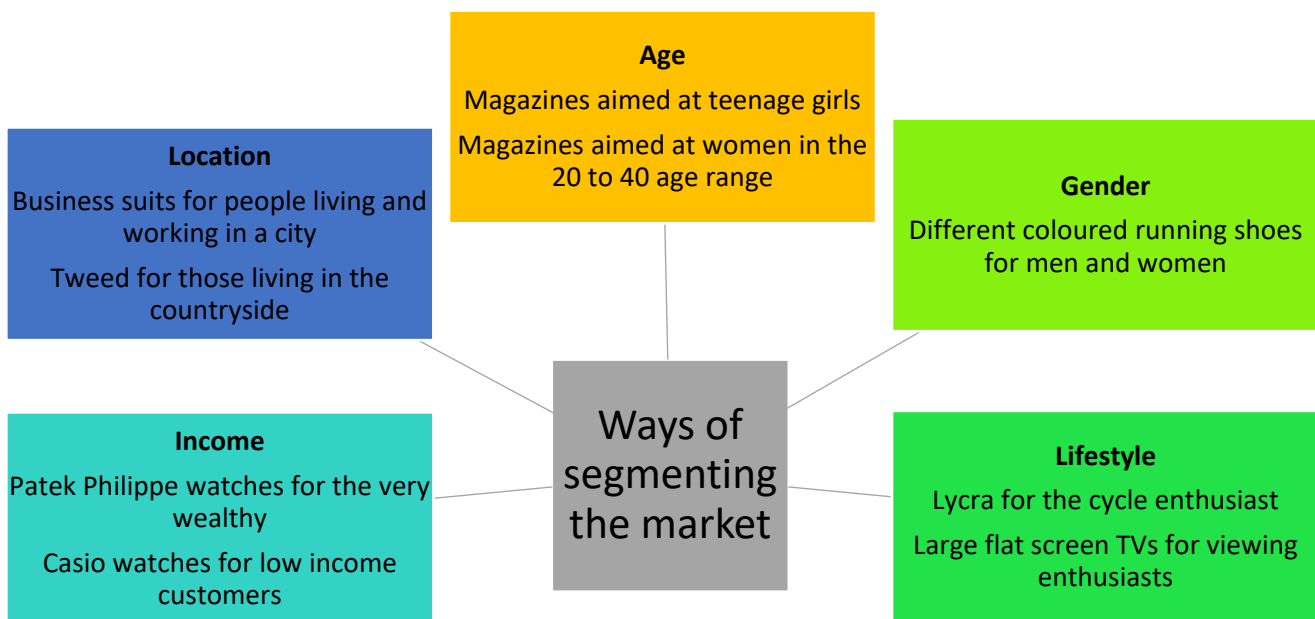 Age
Magazines aimed at teenage girls
Magazines aimed at women in the
20 to 40 age range
Location
Business suits for people living and
working in a city
Tweed for those living in the
countryside
Gender
Different coloured running shoes
for men and women
Ways of
segmenting
the market
Income
Patek Philippe watches for the very
wealthy
Casio watches for low income
customers
Lifestyle
Lycra for the cycle enthusiast
Large flat screen TVs for viewing
enthusiasts